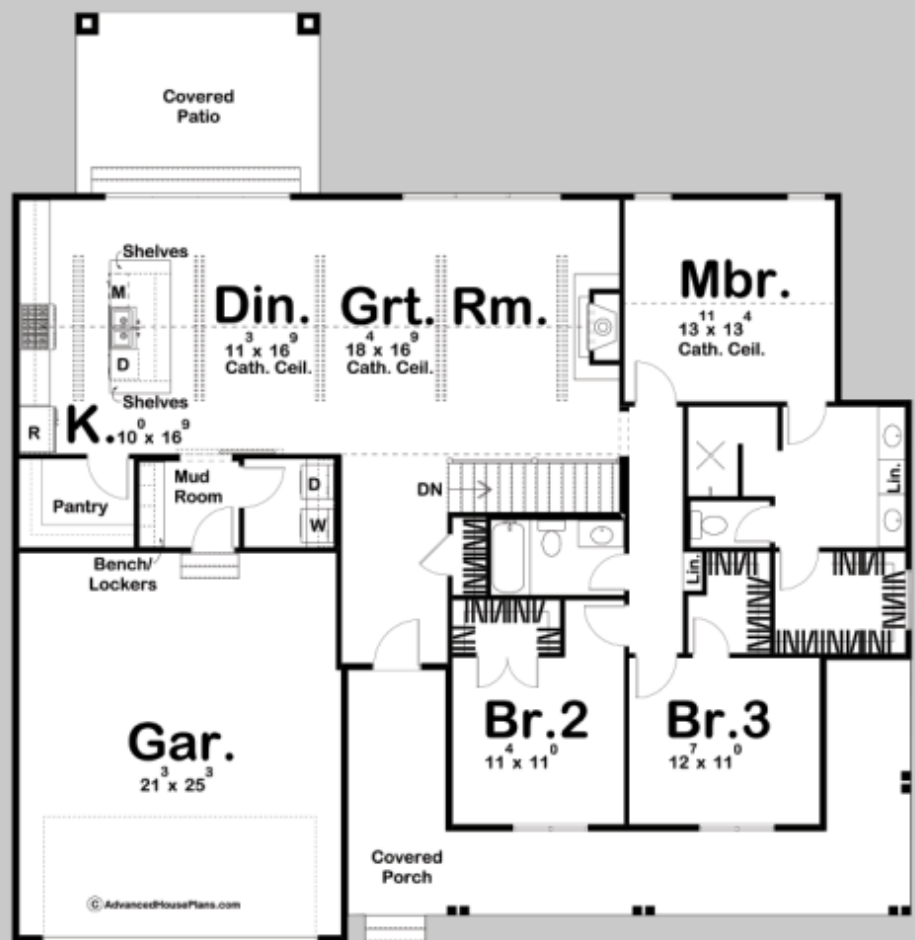 Covered
Patio
Shelves
M
D
Shelves
R
K.
10⁰ x 16⁹
Din.
11³ x 16⁹
Cath. Ceil.
Grt. Rm.
18⁴ x 16⁹
Cath. Ceil.
Mbr.
13¹¹ x 13⁴
Cath. Ceil.
Pantry
Mud
Room
D
W
DN
Lin.
Bench/
Lockers
Lin.
Gar.
21³ x 25³
Br.2
11⁴ x 11⁰
Br.3
12⁷ x 11⁰
Covered
Porch
© AdvancedHousePlans.com